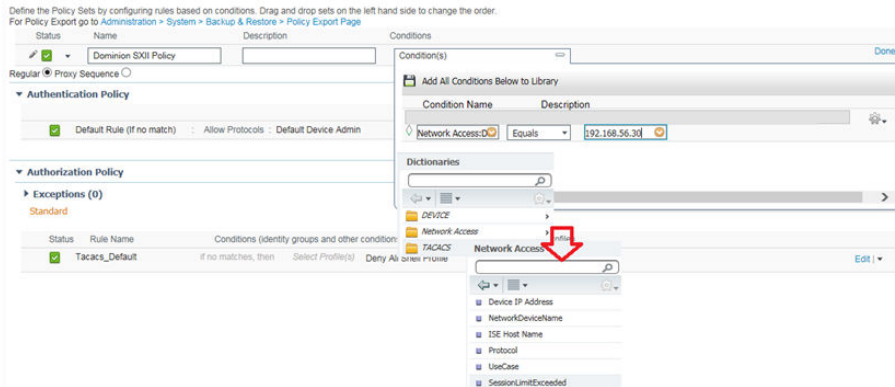 Define the Policy Sets by configuring rules based on conditions. Drag and drop sets on the left hand side to change the order.
For Policy Export go to Administration > System > Backup & Restore > Policy Export Page
Status Name Description Conditions
Dominion SXII Policy
Condition(s)
Done
Regular Proxy Sequence
Add All Conditions Below to Library
Authentication Policy
Condition Name Description
Default Rule (If no match) : Allow Protocols : Default Device Admin
Network Access:D
Equals
192.168.56.30
Dictionaries
Authorization Policy
Exceptions (0)
Standard
DEVICE
Network Access
TACACS
Status Rule Name Conditions (identity groups and other condition
Tacacs_Default if no matches, then Select Profile(s) Deny All Shell Profile
Edit
Network Access
Device IP Address
NetworkDeviceName
ISE Host Name
Protocol
UseCase
SessionLimitExceeded